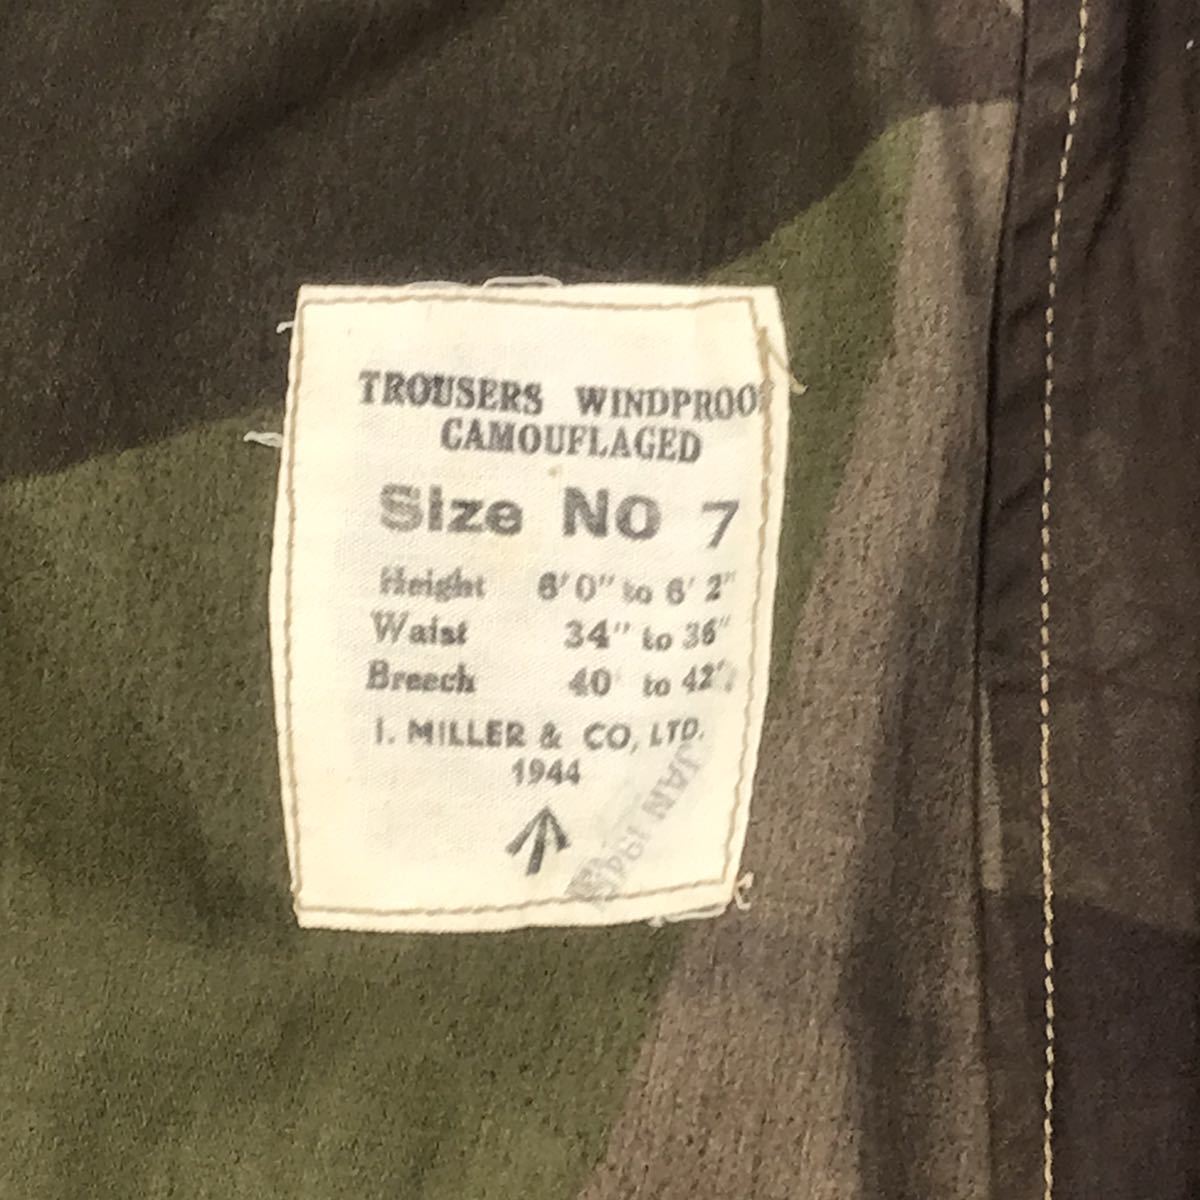 TROUSERS WINDPROOF
CAMOUFLAGED
Size NO 7
Height 6'0" to 6' 2"
Waist 34" to 36"
Breech 40 to 42"
I. MILLER & CO, LTD.
1944
JAN